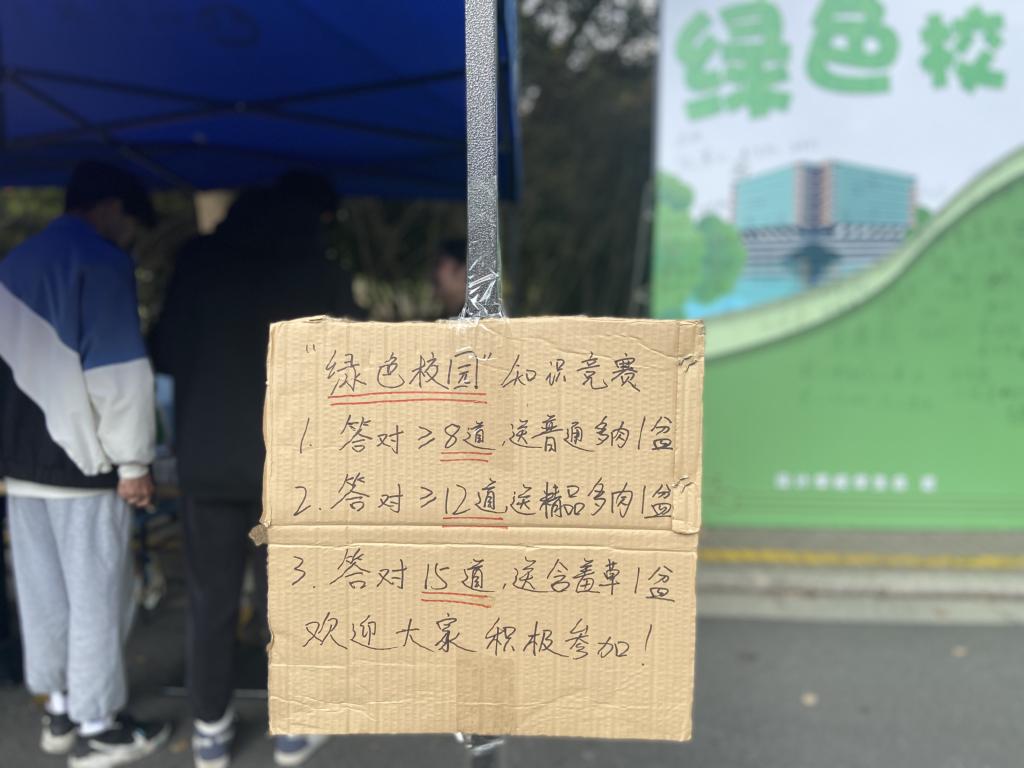 绿色校
"绿色校园"知识竞赛
1. 答对≥8道,送普通多肉1盆
2. 答对≥12道,送精品多肉1盆
3. 答对15道,送含羞草1盆
欢迎大家积极参加!